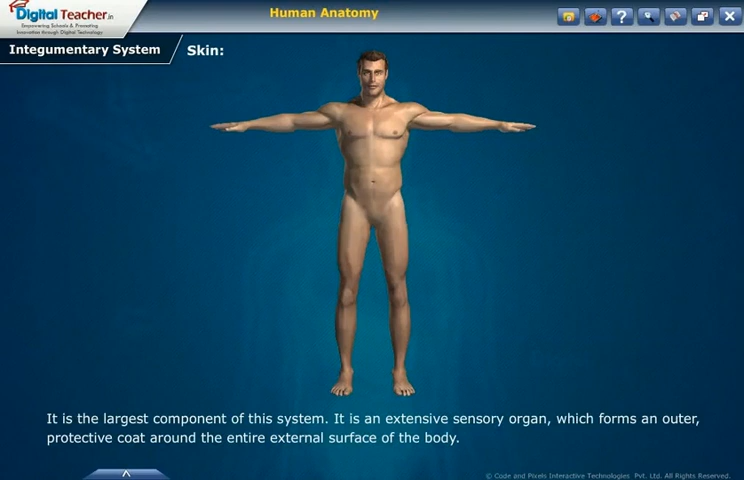 Digital Teacher.in
Empowering Schools & Promoting
Innovation through Digital Technology
Human Anatomy
Integumentary System
Skin:
It is the largest component of this system. It is an extensive sensory organ, which forms an outer,
protective coat around the entire external surface of the body.
© Code and Pixels Interactive Technologies Pvt. Ltd. All Rights Reserved.